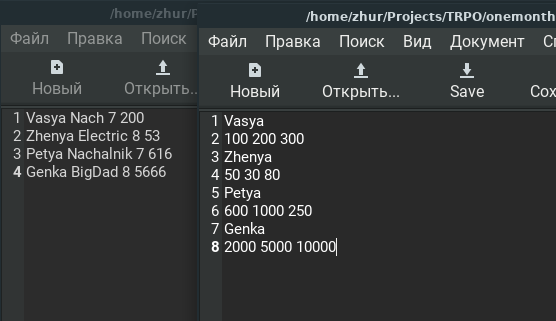 /home/zhur/P
Файл Правка Поиск
Новый Открыть..
1 Vasya Nach 7 200
2 Zhenya Electric 8 53
3 Petya Nachalnik 7 616
4 Genka BigDad 8 5666
/home/zhur/Projects/TRPO/onemonth
Файл Правка Поиск Вид Документ
Новый Открыть... Save Сох
1 Vasya
2 100 200 300
3 Zhenya
4 50 30 80
5 Petya
6 600 1000 250
7 Genka
8 2000 5000 10000